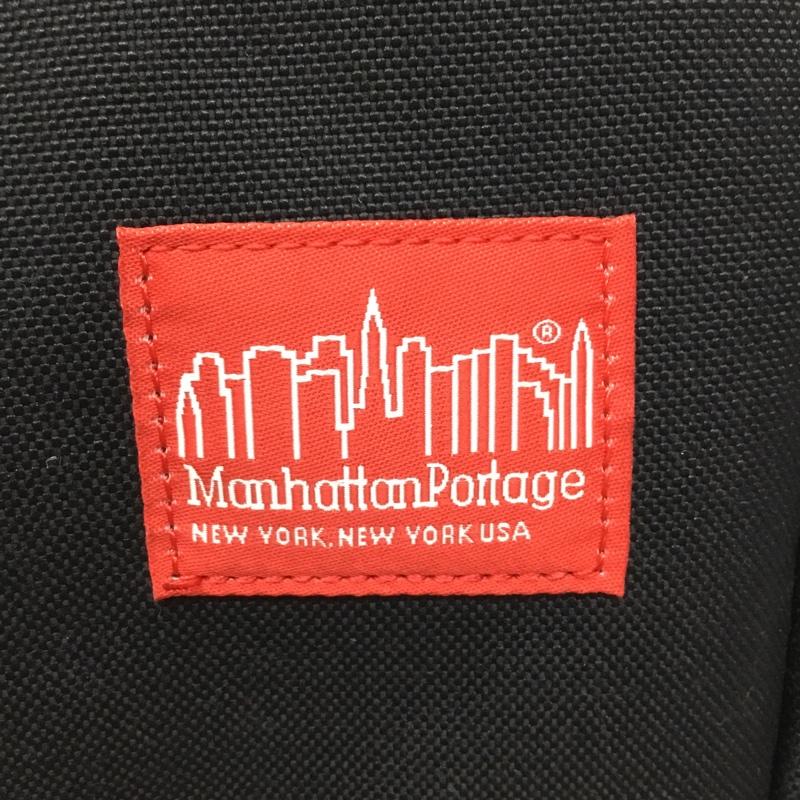 ®
ManhattanPortage
NEW YORK, NEW YORK USA